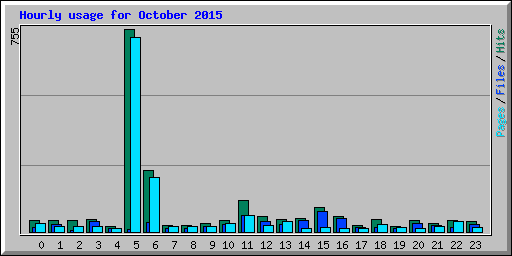 Hourly usage for October 2015
755
Pages/Files/Hits
0 1 2 3 4 5 6 7 8 9 10 11 12 13 14 15 16 17 18 19 20 21 22 23